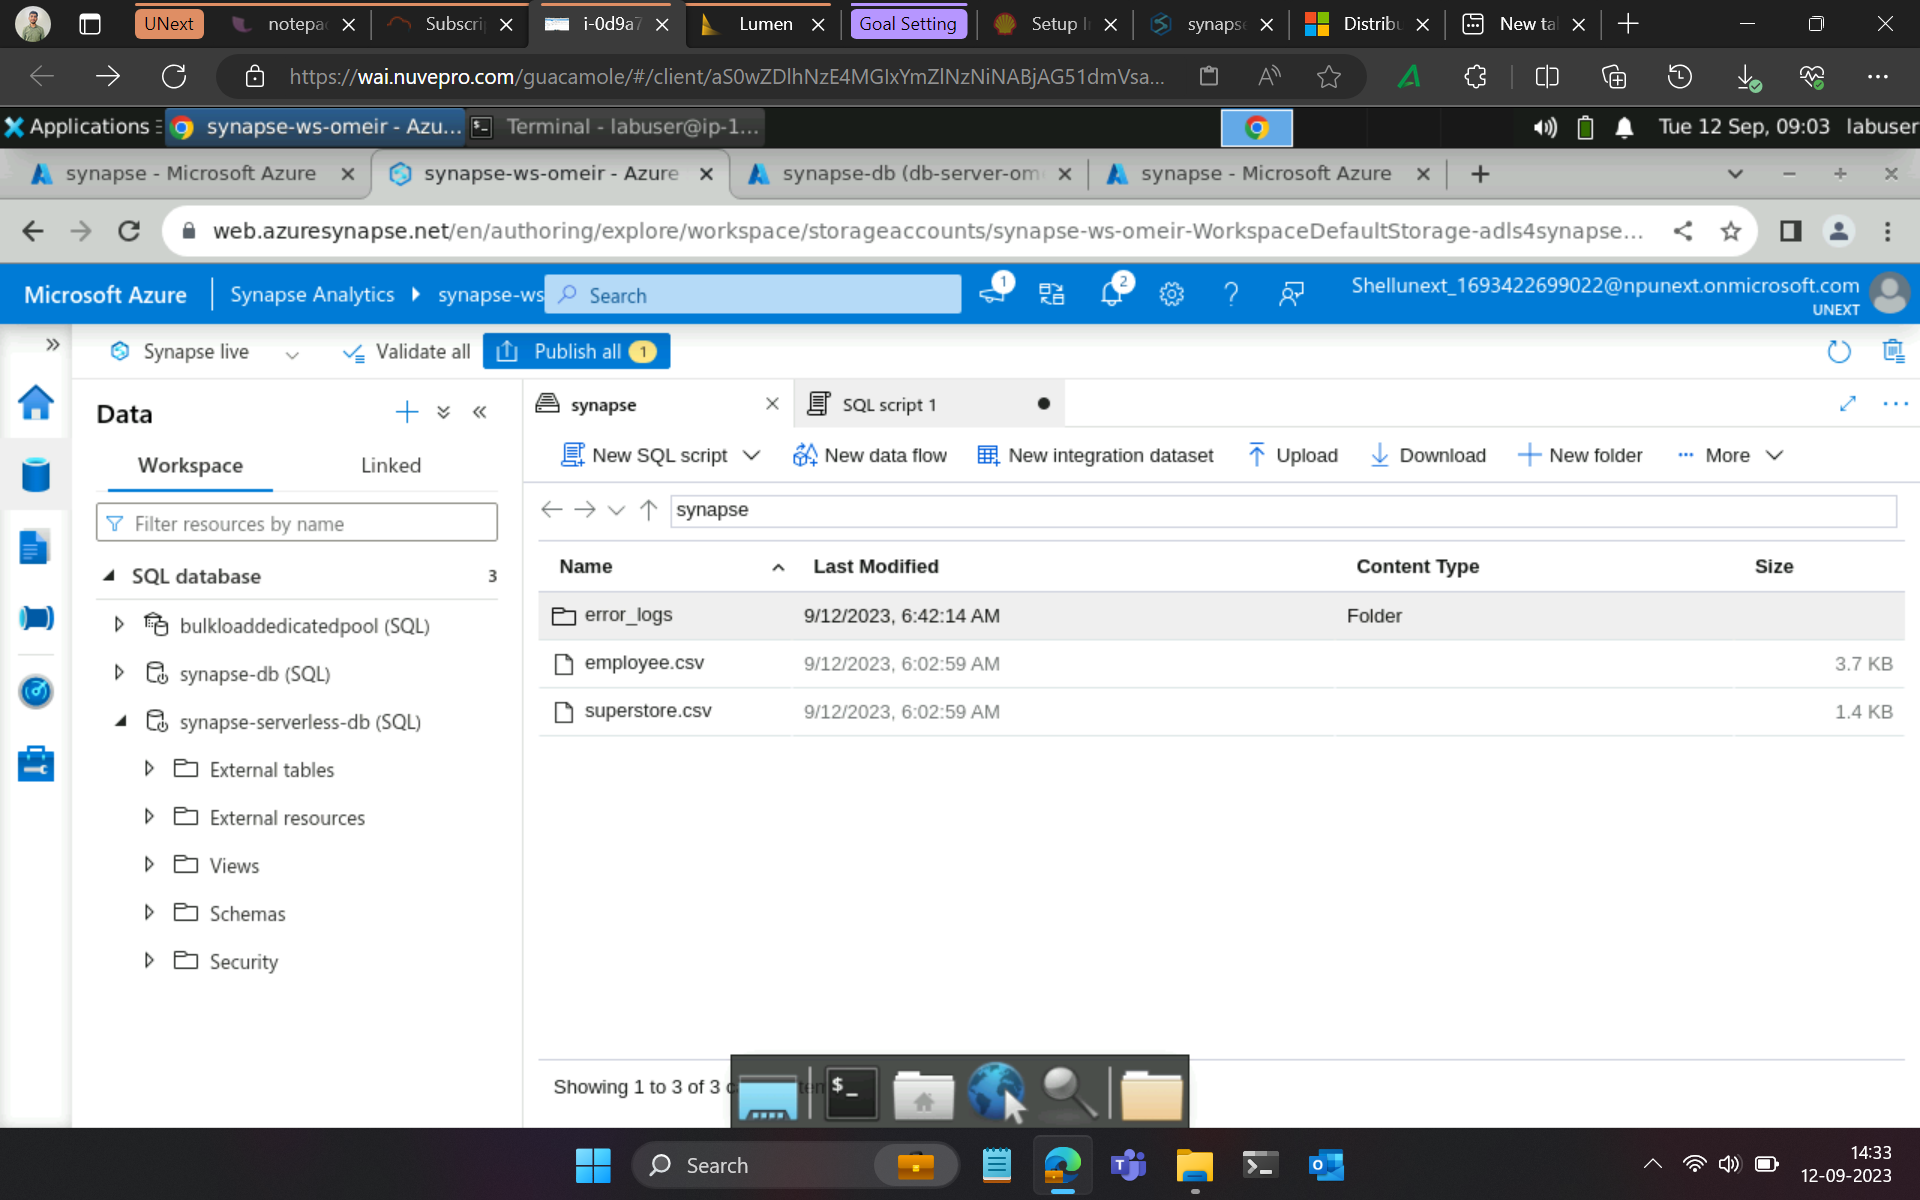 UNext
notepa
Subscrip
i-0d9a7
Lumen
Goal Setting
Setup I
synapse
Distribu
New tab
https://wai.nuvepro.com/guacamole/#/client/aS0wZDlhNzE4MGIxYmZlNzNiNABjAG51dmVsa...
Applications
synapse-ws-omeir - Azu...
Terminal - labuser@ip-1...
Tue 12 Sep, 09:03
labuser
synapse - Microsoft Azure
synapse-ws-omeir - Azure
synapse-db (db-server-ome
synapse - Microsoft Azure
web.azuresynapse.net/en/authoring/explore/workspace/storageaccounts/synapse-ws-omeir-WorkspaceDefaultStorage-adls4synapse...
Microsoft Azure
Synapse Analytics
synapse-ws
Search
1
2
Shellunext_1693422699022@npunext.onmicrosoft.com
UNEXT
Synapse live
Validate all
Publish all 1
Data
synapse
SQL script 1
Workspace
Linked
New SQL script
New data flow
New integration dataset
Upload
Download
New folder
More
Filter resources by name
synapse
SQL database 3
bulkloaddedicatedpool (SQL)
synapse-db (SQL)
synapse-serverless-db (SQL)
External tables
External resources
Views
Schemas
Security
Name Last Modified Content Type Size
error_logs 9/12/2023, 6:42:14 AM Folder
employee.csv 9/12/2023, 6:02:59 AM 3.7 KB
superstore.csv 9/12/2023, 6:02:59 AM 1.4 KB
Showing 1 to 3 of 3 c
Search
14:33
12-09-2023